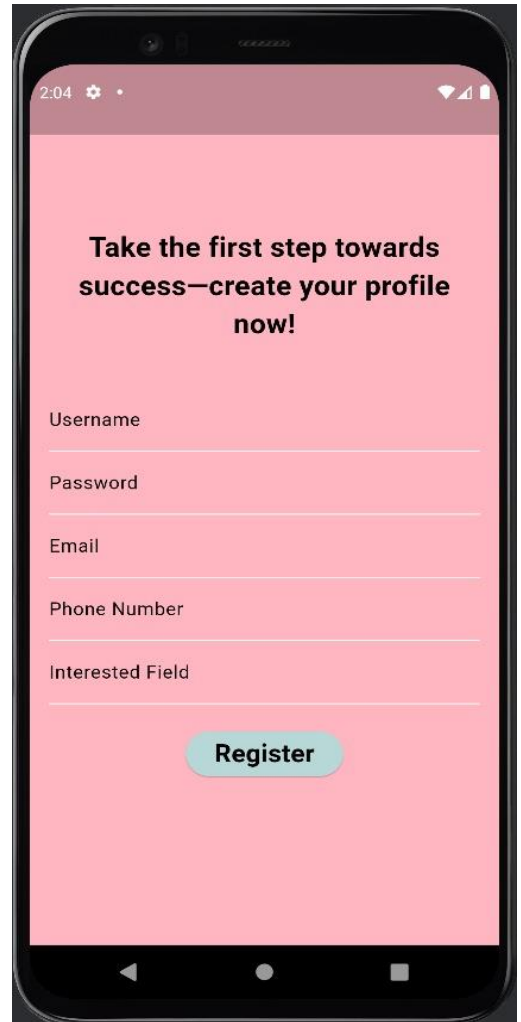 2:04
Take the first step towards
success—create your profile
now!
Username
Password
Email
Phone Number
Interested Field
Register